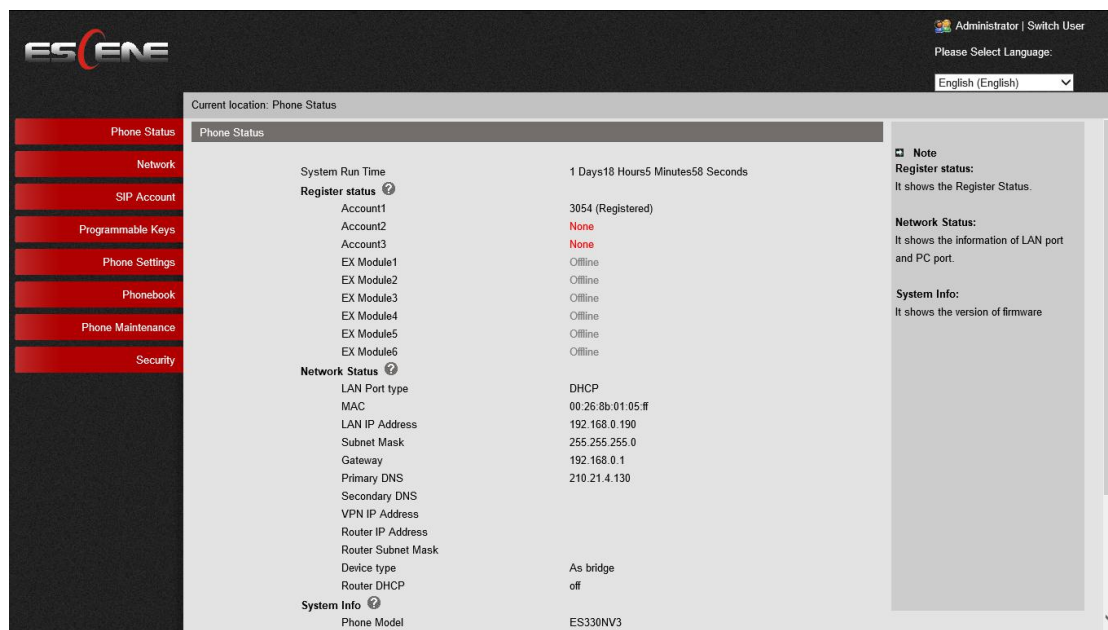 ESCENE
Administrator | Switch User
Please Select Language:
English (English)
Current location: Phone Status
Phone Status
Network
SIP Account
Programmable Keys
Phone Settings
Phonebook
Phone Maintenance
Security
Phone Status
System Run Time 1 Days18 Hours5 Minutes58 Seconds
Register status ?
Account1 3054 (Registered)
Account2 None
Account3 None
EX Module1 Offline
EX Module2 Offline
EX Module3 Offline
EX Module4 Offline
EX Module5 Offline
EX Module6 Offline
Network Status ?
LAN Port type DHCP
MAC 00:26:8b:01:05:ff
LAN IP Address 192.168.0.190
Subnet Mask 255.255.255.0
Gateway 192.168.0.1
Primary DNS 210.21.4.130
Secondary DNS
VPN IP Address
Router IP Address
Router Subnet Mask
Device type As bridge
Router DHCP off
System Info ?
Phone Model ES330NV3
Note
Register status:
It shows the Register Status.
Network Status:
It shows the information of LAN port
and PC port.
System Info:
It shows the version of firmware